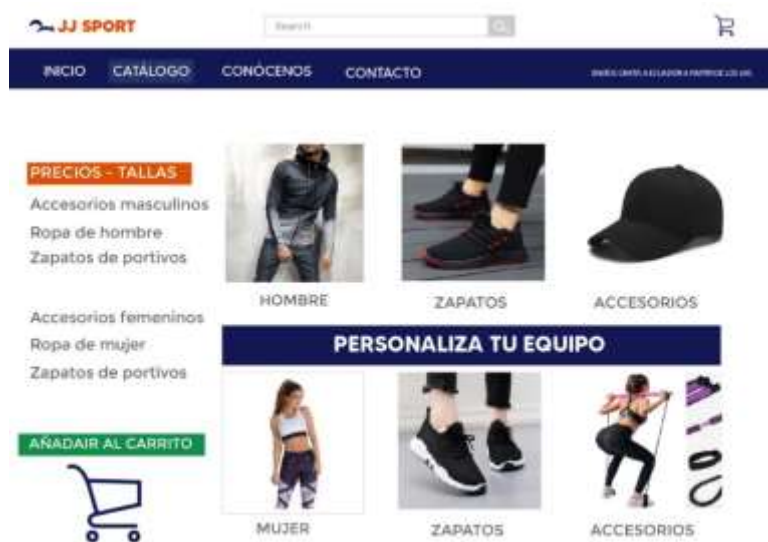 JJ SPORT
Search
INICIO CATÁLOGO CONÓCENOS CONTACTO
PRECIOS - TALLAS
Accesorios masculinos
Ropa de hombre
Zapatos de portivos
Accesorios femeninos
Ropa de mujer
Zapatos de portivos
AÑADAIR AL CARRITO
HOMBRE ZAPATOS ACCESORIOS
PERSONALIZA TU EQUIPO
MUJER ZAPATOS ACCESORIOS